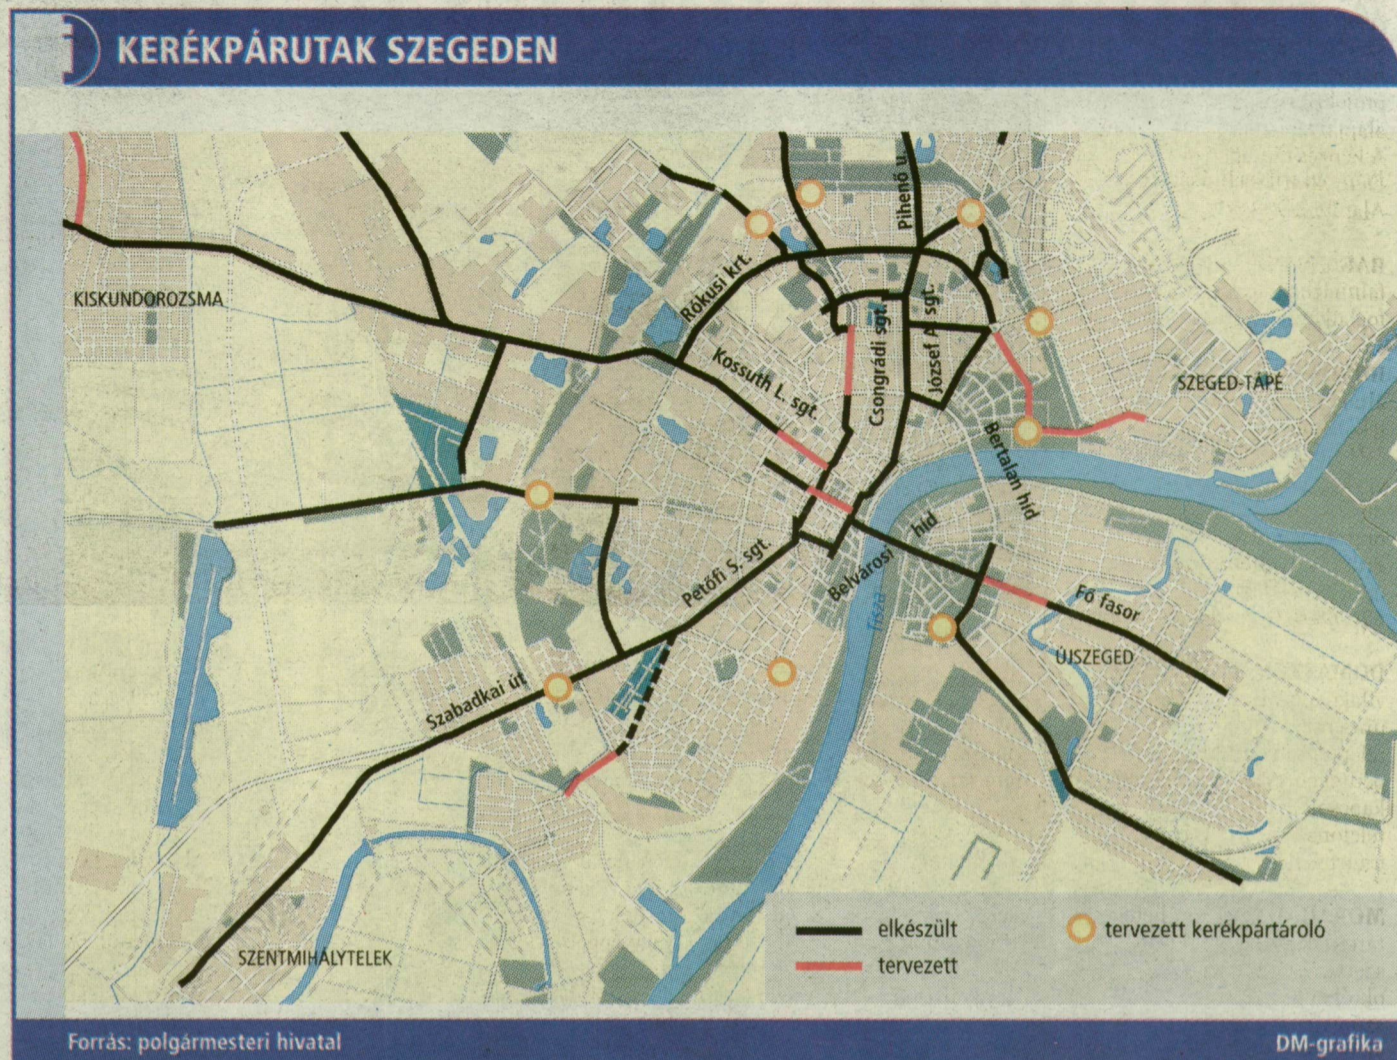 i KERÉKPÁRUTAK SZEGEDEN
Pihenő u.
Rókusi krt.
KISKUNDOROZSMA
Kossuth L. sgt.
Csongrádi sgt.
József A. sgt.
SZEGED-TÁPÉ
Bertalan híd
Petőfi S. sgt.
Belvárosi híd
Tisza
Fő fasor
ÚJSZEGED
Szabadkai út
SZENTMIHÁLYTELEK
elkészült
tervezett
tervezett kerékpártároló
Forrás: polgármesteri hivatal
DM-grafika